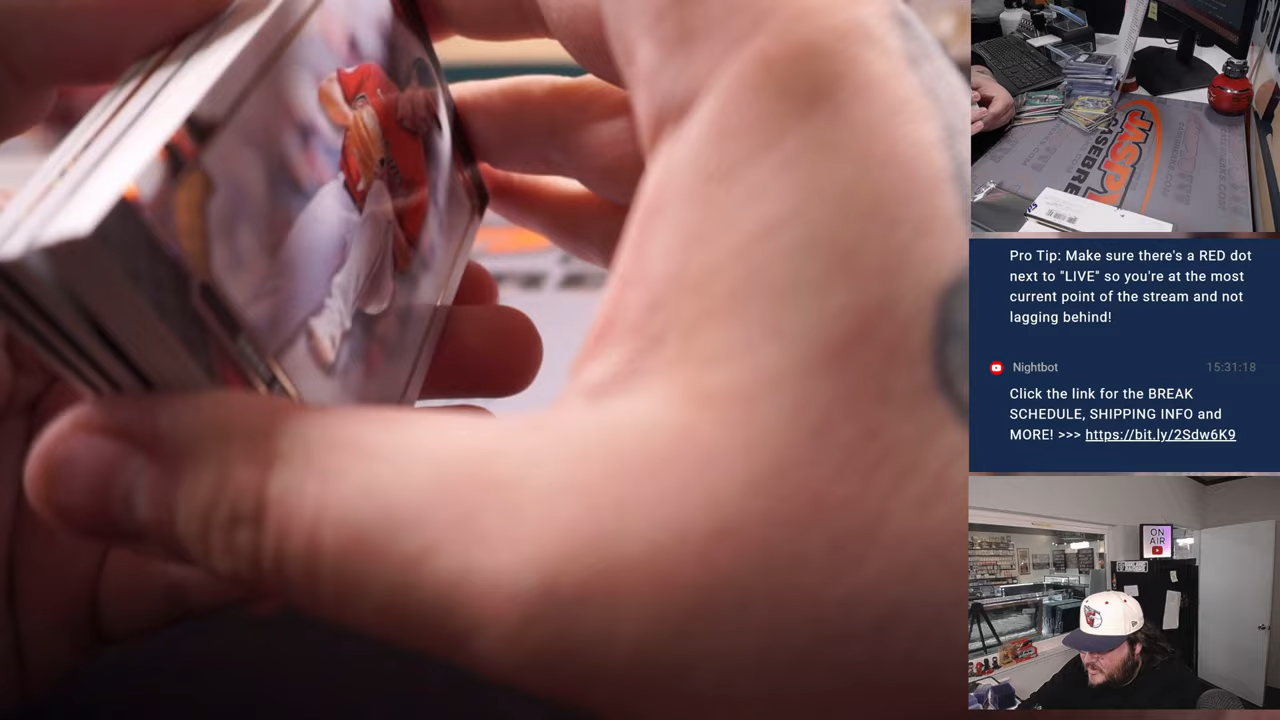 JASPY
CASEBRE
Pro Tip: Make sure there's a RED dot
next to "LIVE" so you're at the most
current point of the stream and not
lagging behind!
Nightbot 15:31:18
Click the link for the BREAK
SCHEDULE, SHIPPING INFO and
MORE! >>> https://bit.ly/2Sdw6K9
ON
AIR